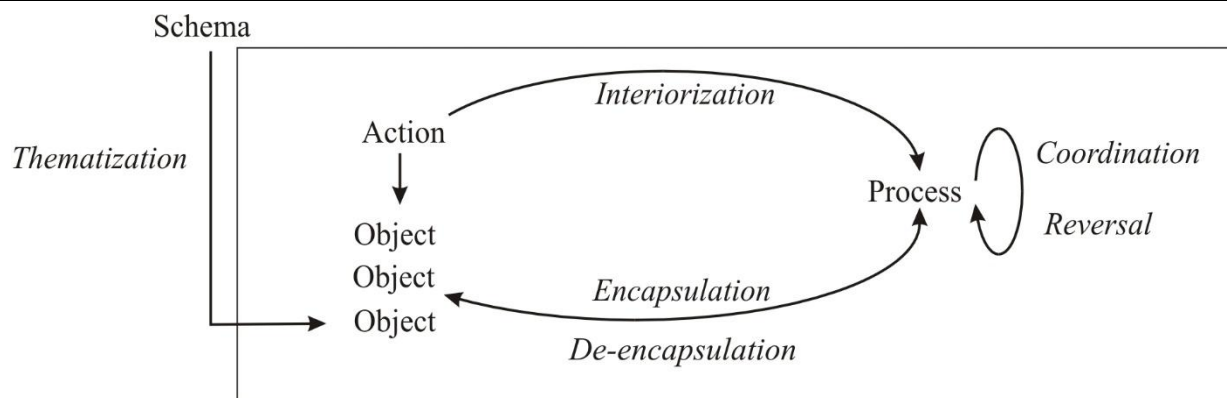 Schema
Interiorization
Action
Thematization
Coordination
Process
Object
Reversal
Object
Encapsulation
Object
De-encapsulation